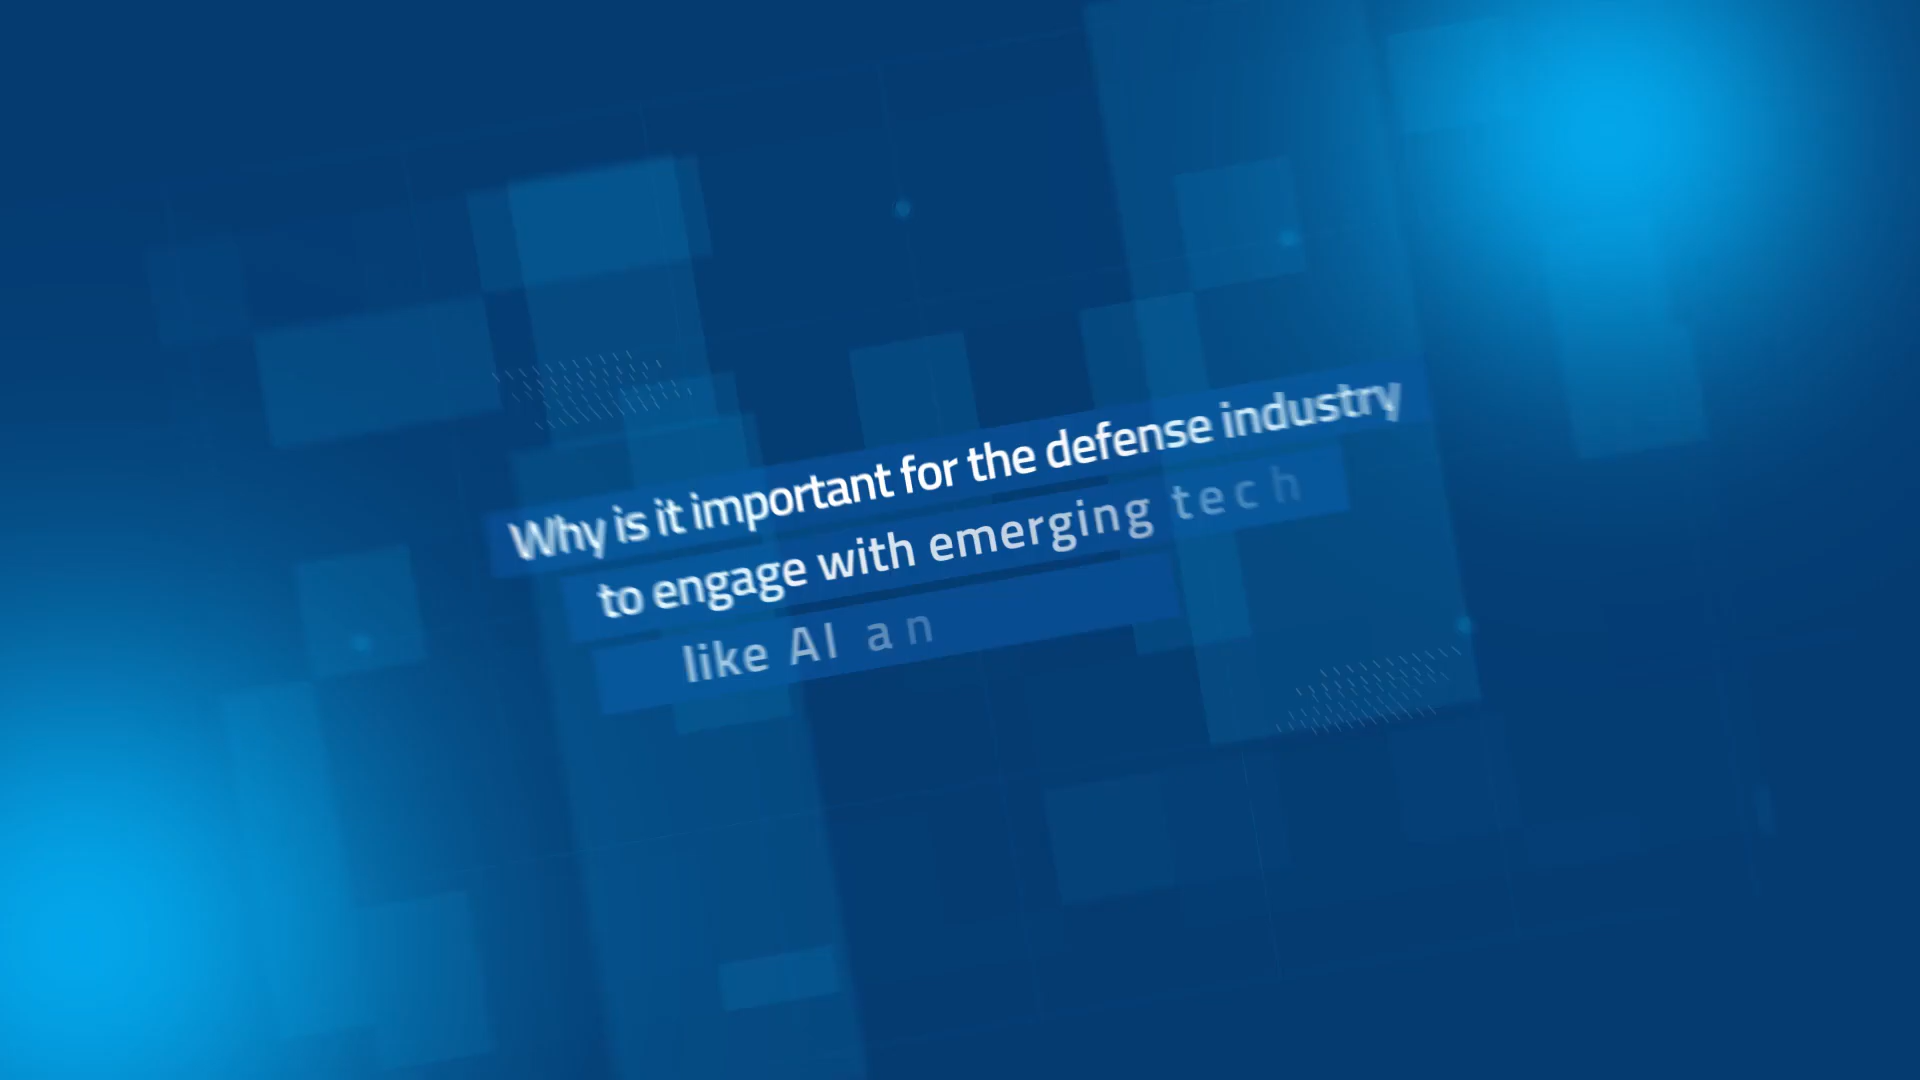 Why is it important for the defense industry
to engage with emerging tech
like AI an